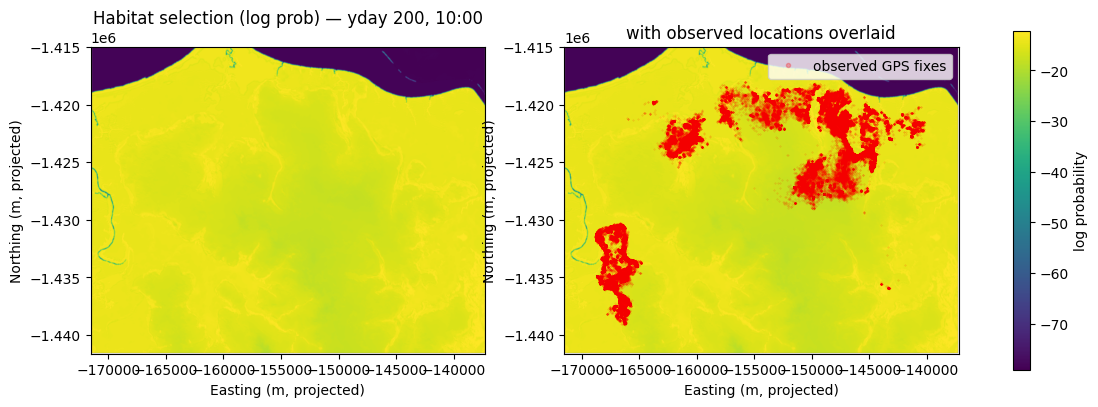 Habitat selection (log prob) — yday 200, 10:00
1e6
−1.415
−1.420
−1.425
−1.430
−1.435
−1.440
Northing (m, projected)
−170000 −165000 −160000 −155000 −150000 −145000 −140000
Easting (m, projected)
with observed locations overlaid
1e6
observed GPS fixes
−1.415
−1.420
−1.425
−1.430
−1.435
−1.440
Northing (m, projected)
−170000 −165000 −160000 −155000 −150000 −145000 −140000
Easting (m, projected)
−20
−30
−40
−50
−60
−70
log probability